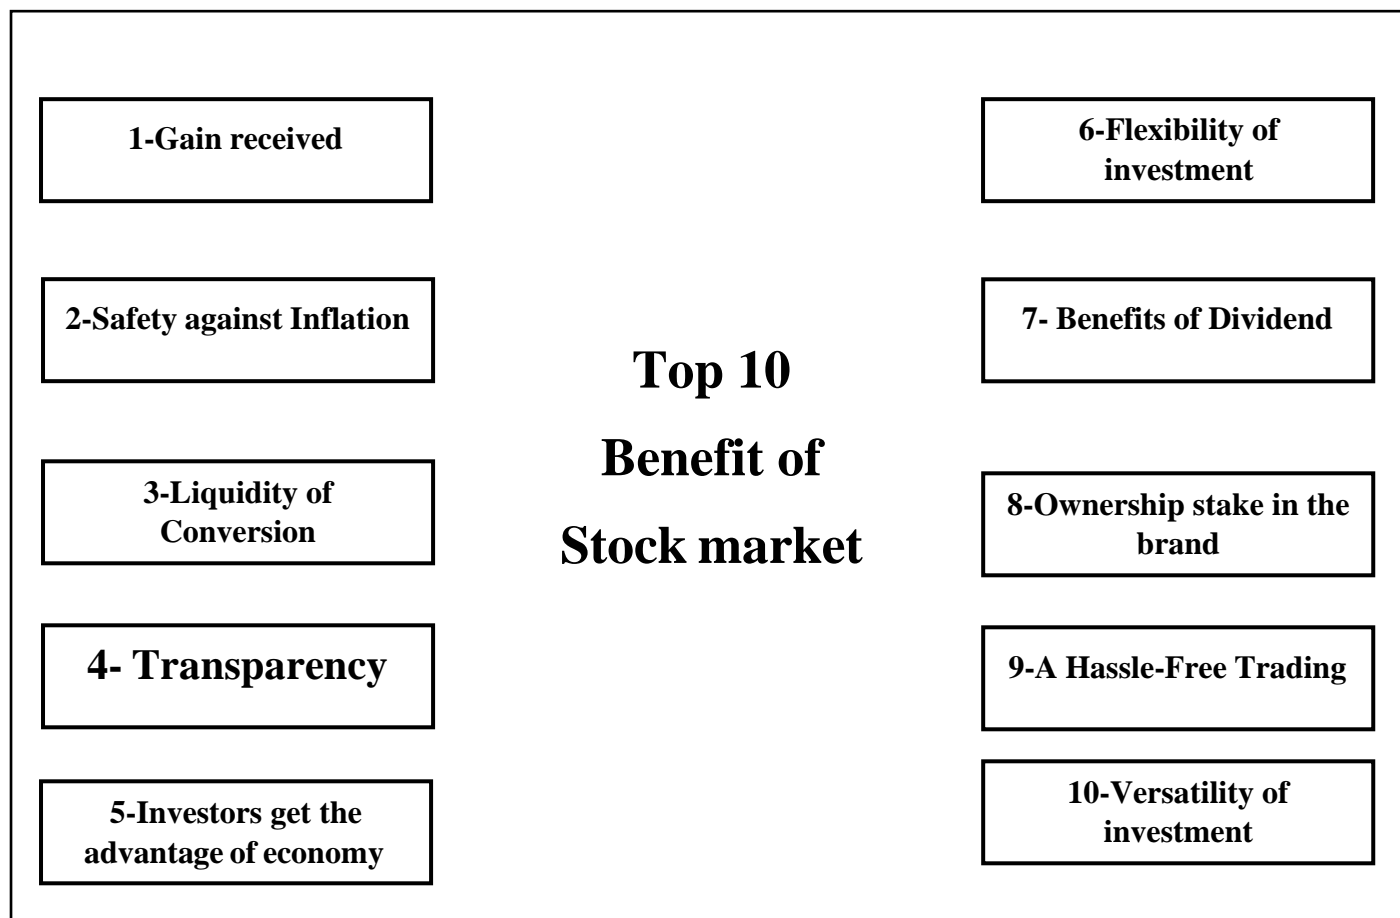 1-Gain received
2-Safety against Inflation
3-Liquidity of
Conversion
4- Transparency
5-Investors get the
advantage of economy
Top 10
Benefit of
Stock market
6-Flexibility of
investment
7- Benefits of Dividend
8-Ownership stake in the
brand
9-A Hassle-Free Trading
10-Versatility of
investment